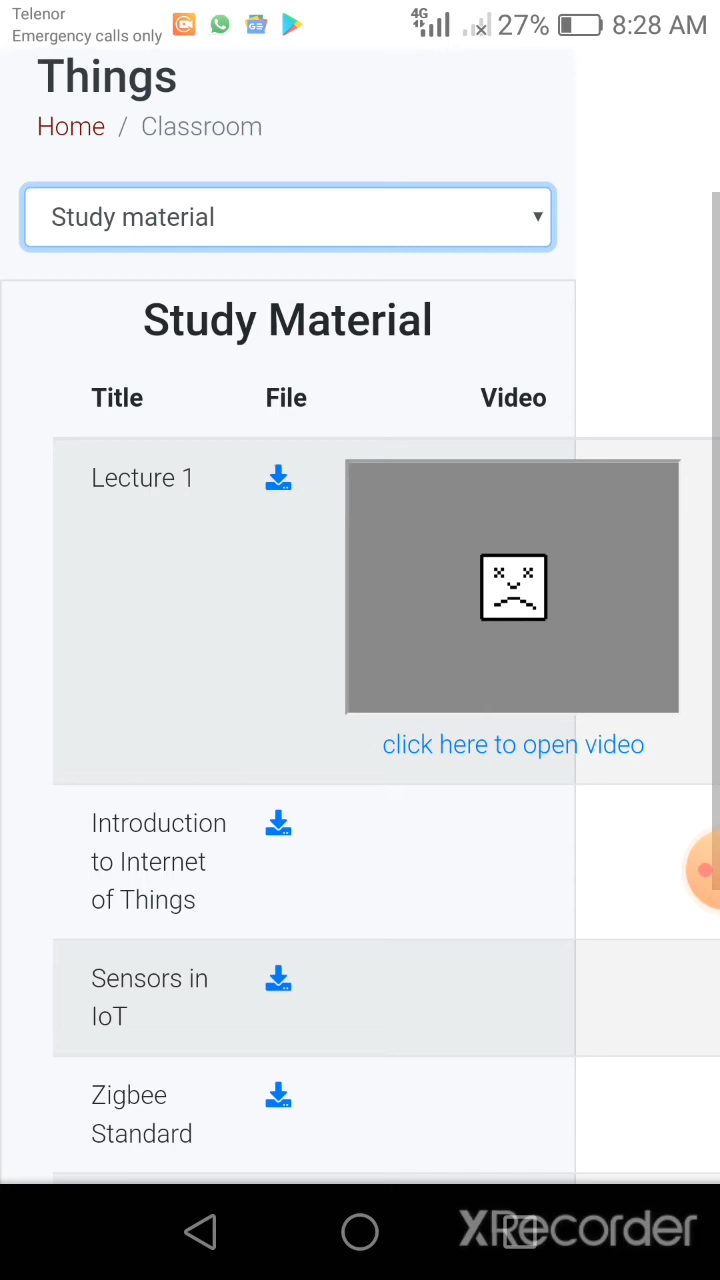 Telenor
Emergency calls only
4G 27% 8:28 AM
Things
Home / Classroom
Study material
Study Material
Title File Video
Lecture 1
click here to open video
Introduction
to Internet
of Things
Sensors in
IoT
Zigbee
Standard
XRecorder